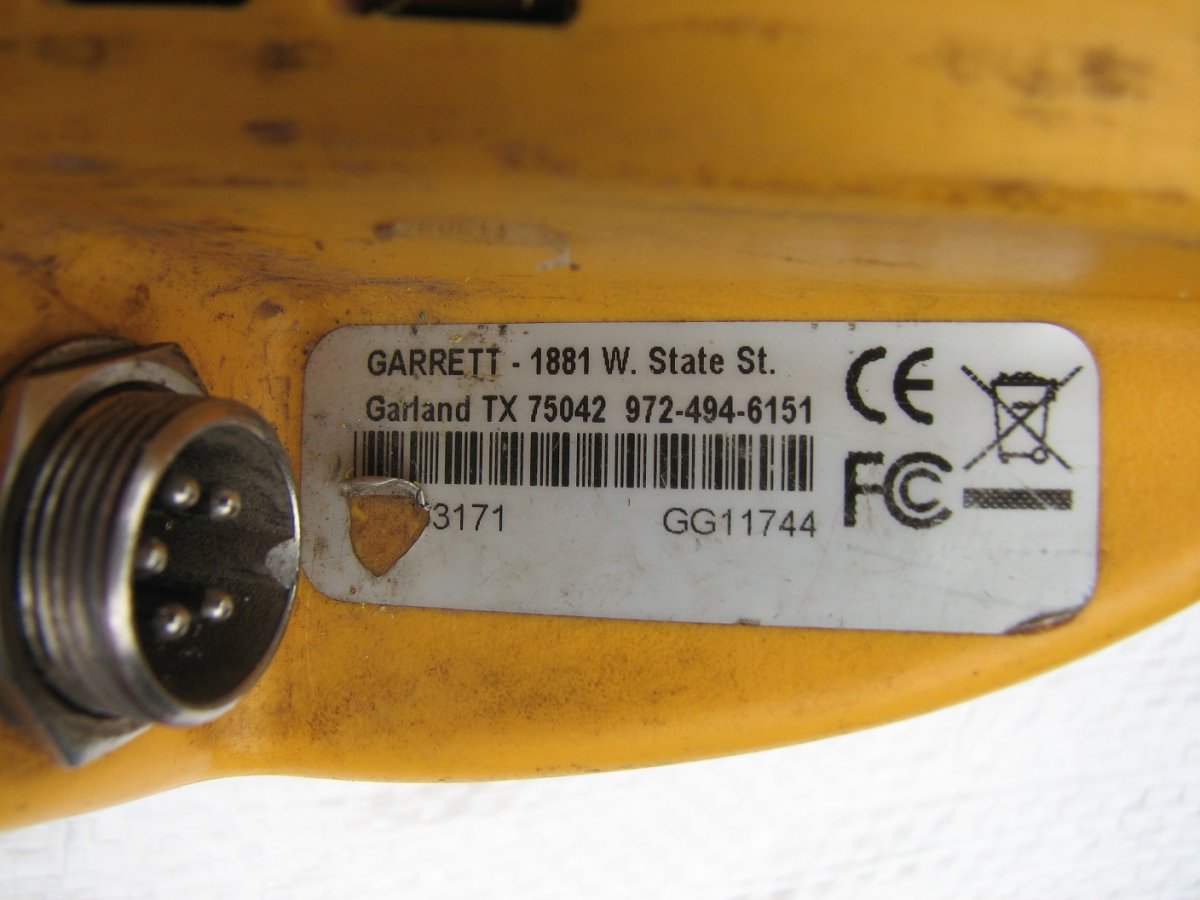 GARRETT - 1881 W. State St.
Garland TX 75042 972-494-6151
3171 GG11744
CE
FC